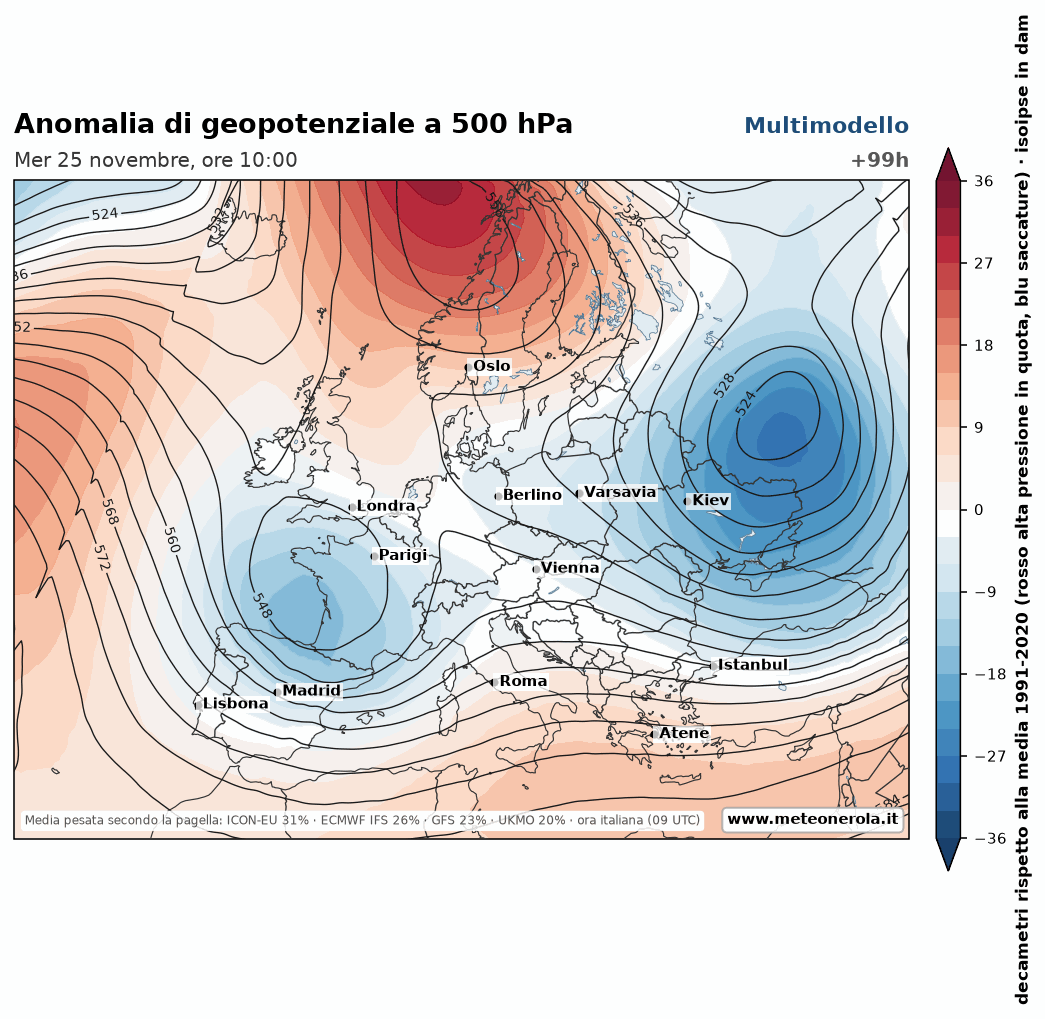 Anomalia di geopotenziale a 500 hPa
Multimodello
Mer 25 novembre, ore 10:00
+99h
524
552
568
572
560
548
528
524
536
Oslo
Londra
Berlino
Varsavia
Kiev
Parigi
Vienna
Madrid
Lisbona
Roma
Istanbul
Atene
Media pesata secondo la pagella: ICON-EU 31% · ECMWF IFS 26% · GFS 23% · UKMO 20% · ora italiana (09 UTC)
www.meteonerola.it
36
27
18
9
0
−9
−18
−27
−36
decametri rispetto alla media 1991-2020 (rosso alta pressione in quota, blu saccature) · isoipse in dam